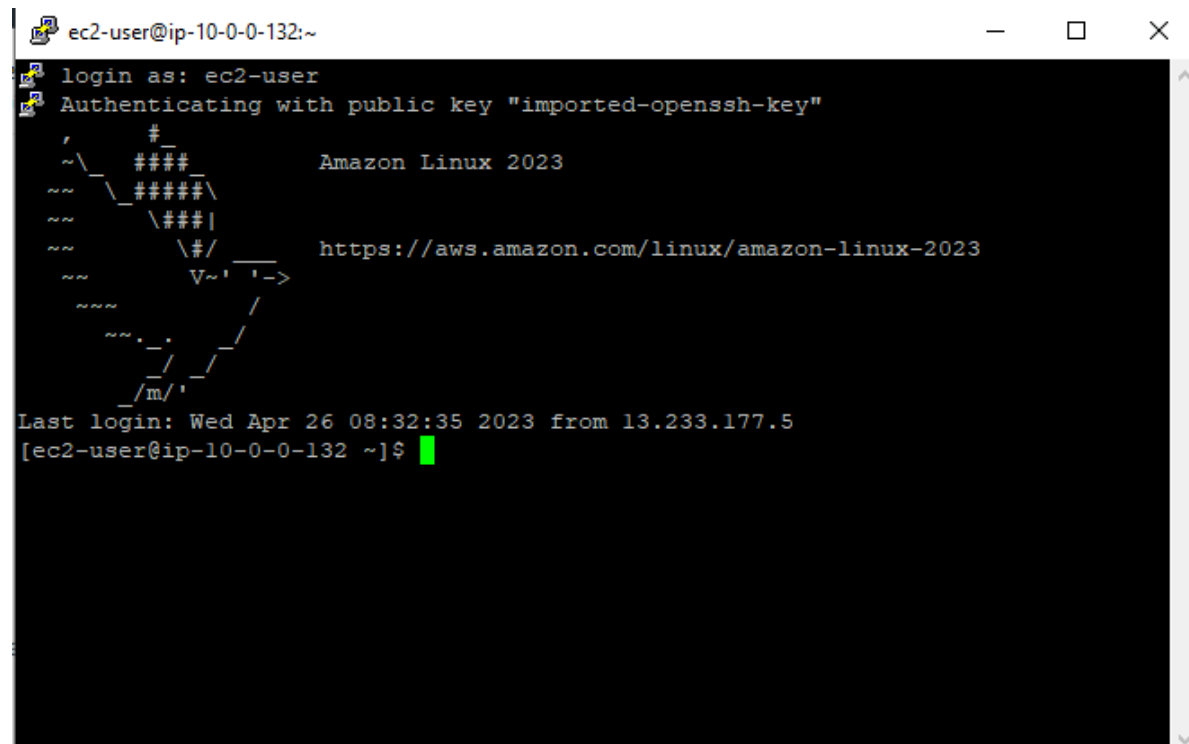 ec2-user@ip-10-0-0-132:~
login as: ec2-user
Authenticating with public key "imported-openssh-key"
   ,     #_
   ~\_  ####_        Amazon Linux 2023
  ~~  \_#####\
  ~~     \###|
  ~~       \#/ ___   https://aws.amazon.com/linux/amazon-linux-2023
   ~~       V~' '->
    ~~~         /
      ~~._.   _/
         _/ _/
       _/m/'
Last login: Wed Apr 26 08:32:35 2023 from 13.233.177.5
[ec2-user@ip-10-0-0-132 ~]$